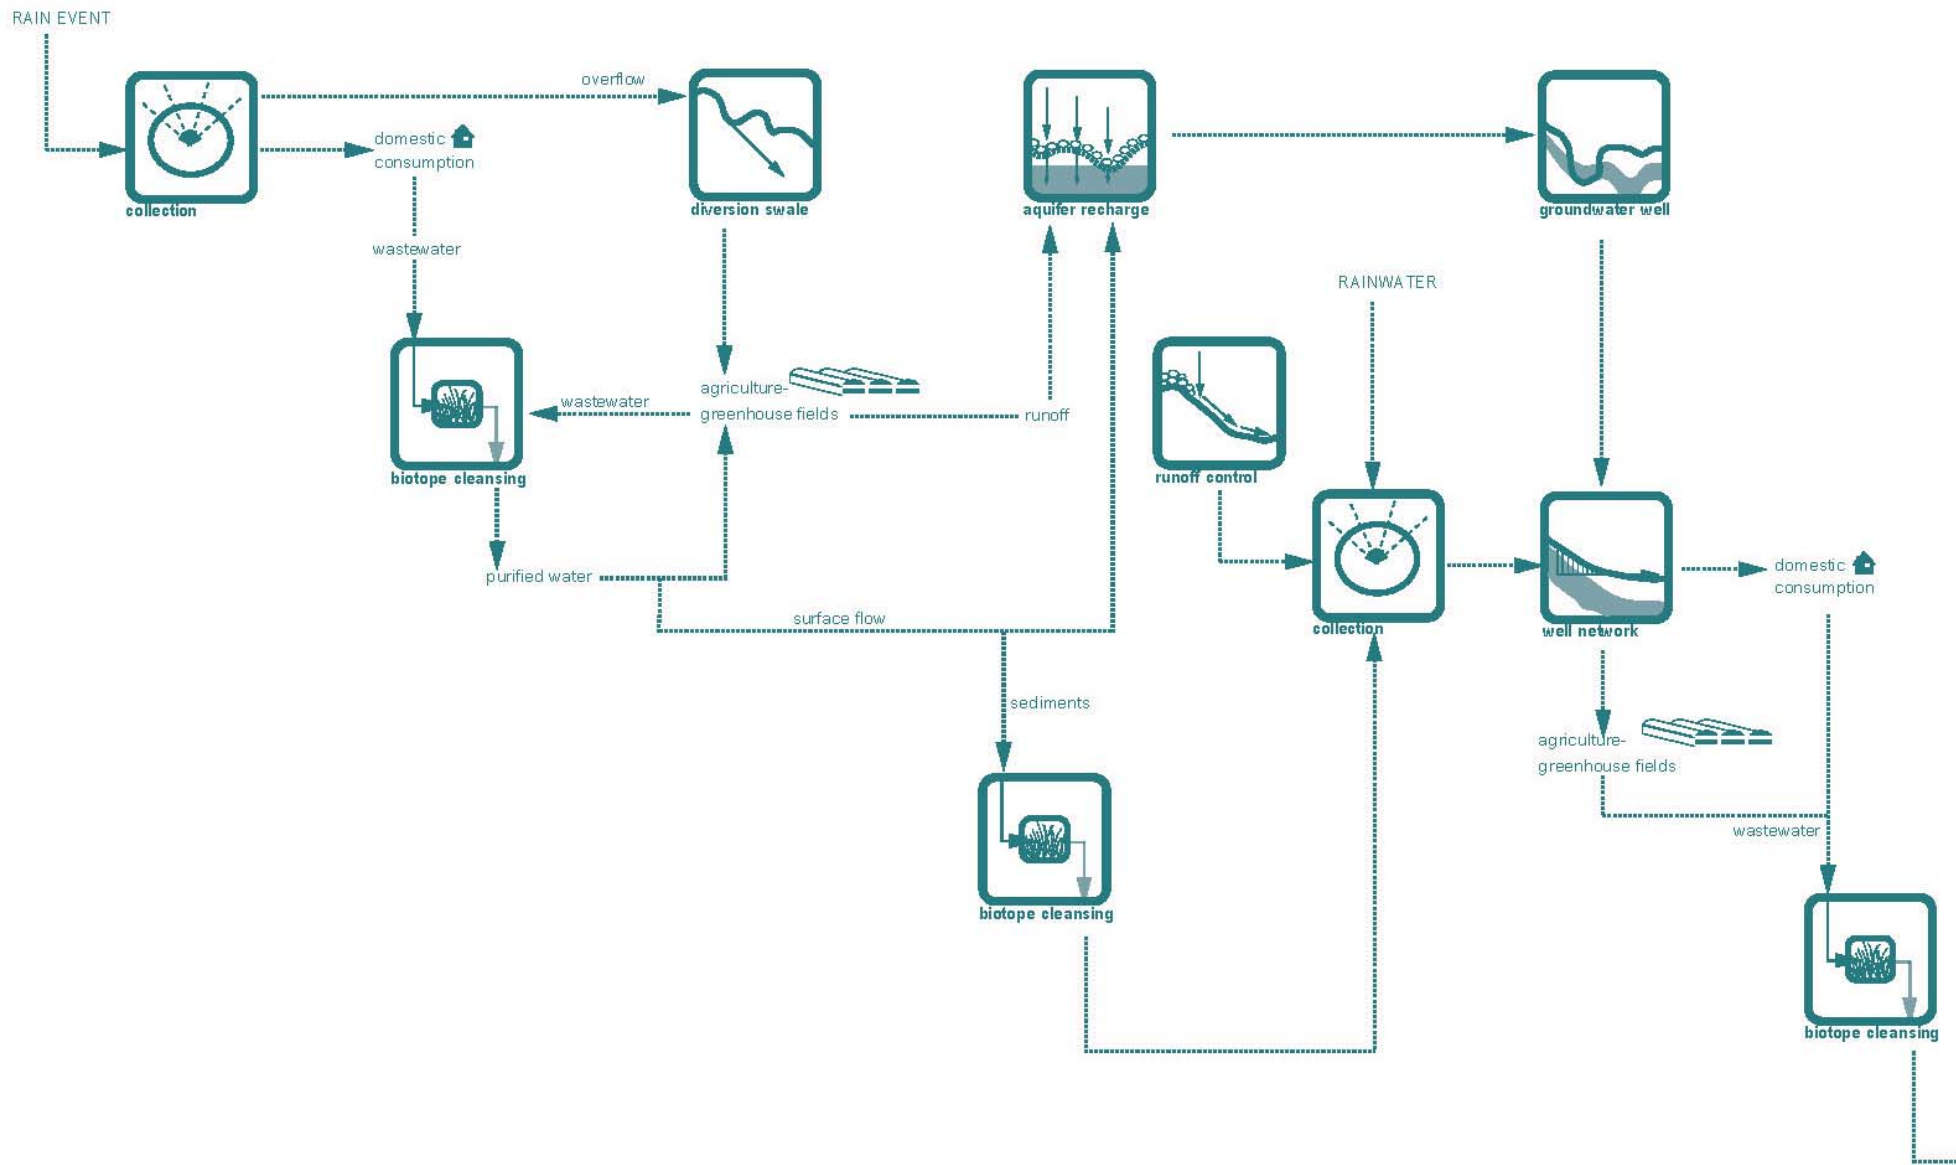 RAIN EVENT
overflow
domestic
consumption
collection
diversion swale
aquifer recharge
groundwater well
wastewater
RAINWATER
agriculture-
greenhouse fields
wastewater
runoff
biotope cleansing
runoff control
purified water
surface flow
collection
well network
domestic
consumption
sediments
agriculture-
greenhouse fields
wastewater
biotope cleansing
biotope cleansing